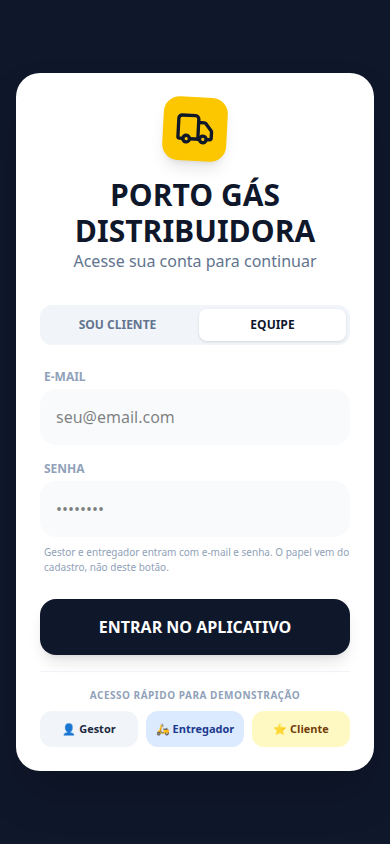 PORTO GÁS
DISTRIBUIDORA
Acesse sua conta para continuar
SOU CLIENTE
EQUIPE
E-MAIL
seu@email.com
SENHA
••••••••
Gestor e entregador entram com e-mail e senha. O papel vem do
cadastro, não deste botão.
ENTRAR NO APLICATIVO
ACESSO RÁPIDO PARA DEMONSTRAÇÃO
👤 Gestor
🛵 Entregador
⭐ Cliente